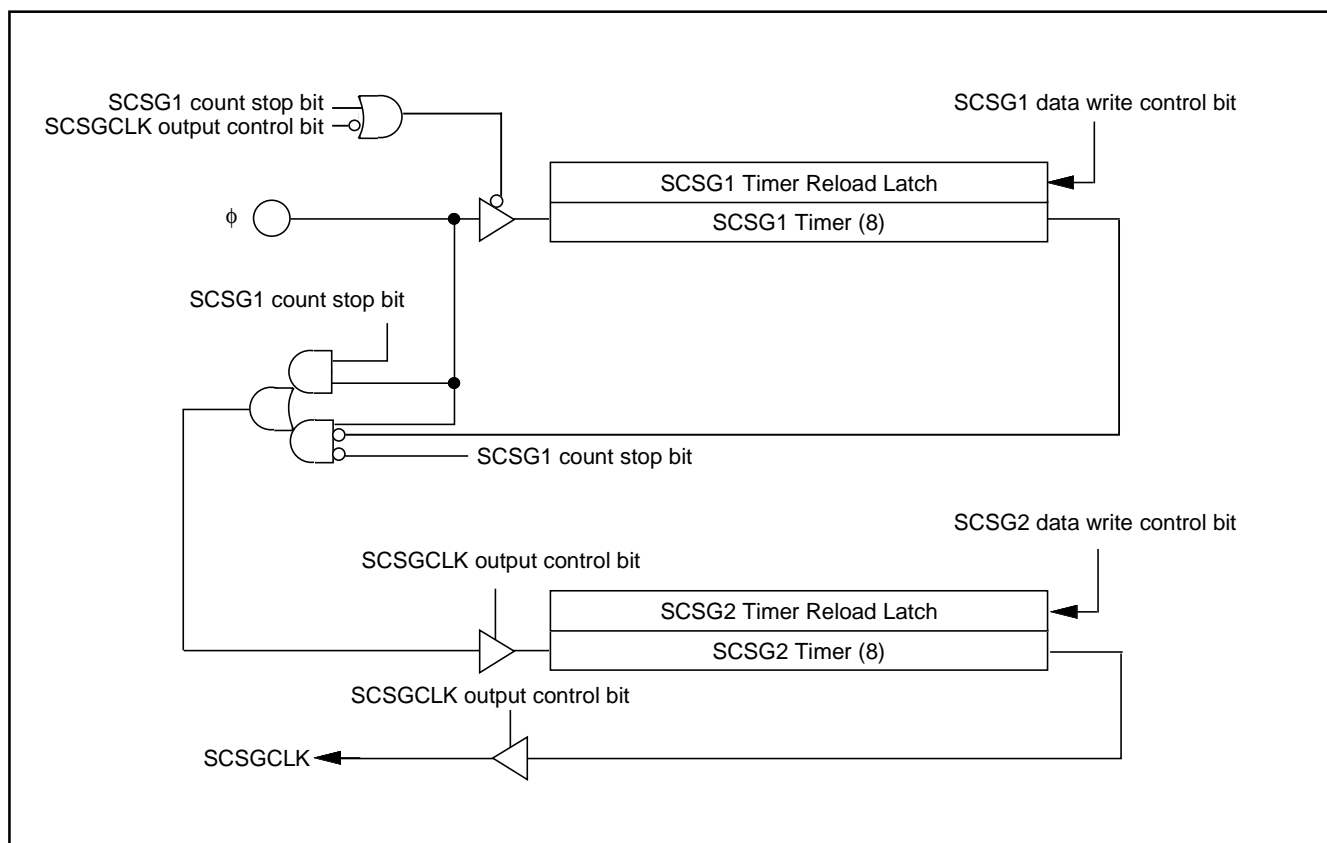 SCSG1 count stop bit
SCSGCLK output control bit
SCSG1 data write control bit
SCSG1 Timer Reload Latch
ϕ
SCSG1 Timer (8)
SCSG1 count stop bit
SCSG1 count stop bit
SCSG2 data write control bit
SCSGCLK output control bit
SCSG2 Timer Reload Latch
SCSG2 Timer (8)
SCSGCLK output control bit
SCSGCLK